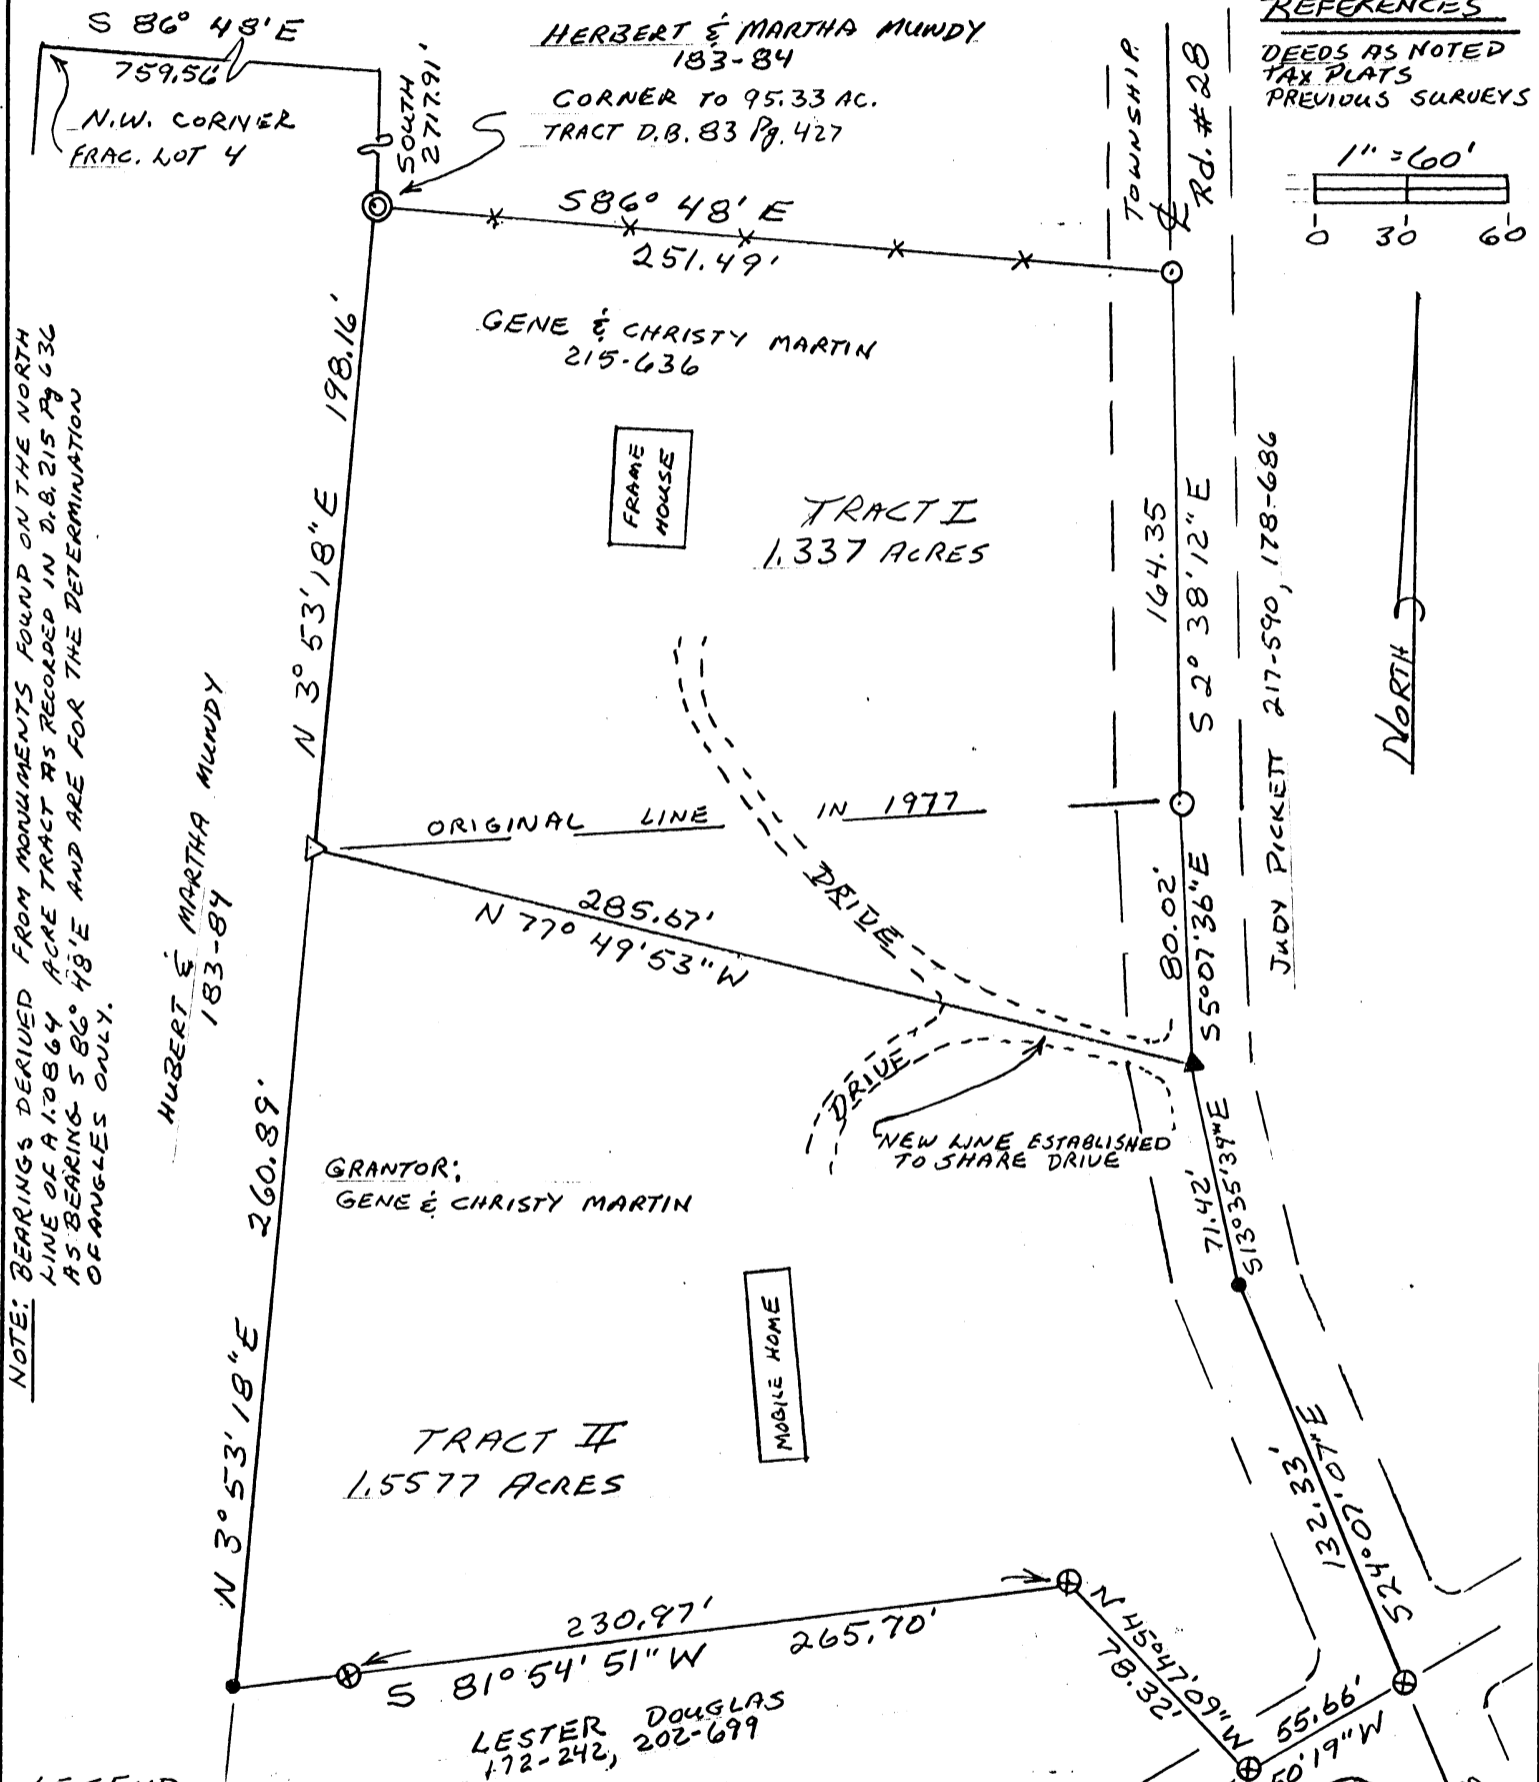 S 86° 48' E
759.56
N.W. CORNER
FRAC. LOT 4
SOUTH
2717.91'
HERBERT & MARTHA MUNDY
183-84
CORNER TO 95.33 AC.
TRACT D.B. 83 Pg. 427
TOWNSHIP
Rd. # 28
REFERENCES
DEEDS AS NOTED
TAX PLATS
PREVIOUS SURVEYS
1" = 60'
0 30 60
S86° 48' E
251.49'
GENE & CHRISTY MARTIN
215-636
N 3° 53' 18" E 198.16'
FRAME
HOUSE
TRACT I
1.337 ACRES
164.35
S 2° 38' 12" E
JUDY PICKETT 217-590, 178-686
NORTH
NOTE: BEARINGS DERIVED FROM MONUMENTS FOUND ON THE NORTH
LINE OF A 1.0864 ACRE TRACT AS RECORDED IN D.B. 215 Pg 636
AS BEARING S 86° 48' E AND ARE FOR THE DETERMINATION
OF ANGLES ONLY.
HUBERT & MARTHA MUNDY
183-84
ORIGINAL LINE IN 1977
285.67'
N 77° 49' 53" W
DRIVE
80.02'
S5°07'36"E
DRIVE
NEW LINE ESTABLISHED
TO SHARE DRIVE
71.42'
S13°35'39"E
GRANTOR:
GENE & CHRISTY MARTIN
N 3° 53' 18" E 260.89'
MOBILE HOME
TRACT II
1.5577 ACRES
132.33'
S24°07'07"E
230.97'
265.70'
S 81° 54' 51" W
N 45°47'09" W
78.32'
LESTER DOUGLAS
172-242, 202-699
55.66'
50'19" W